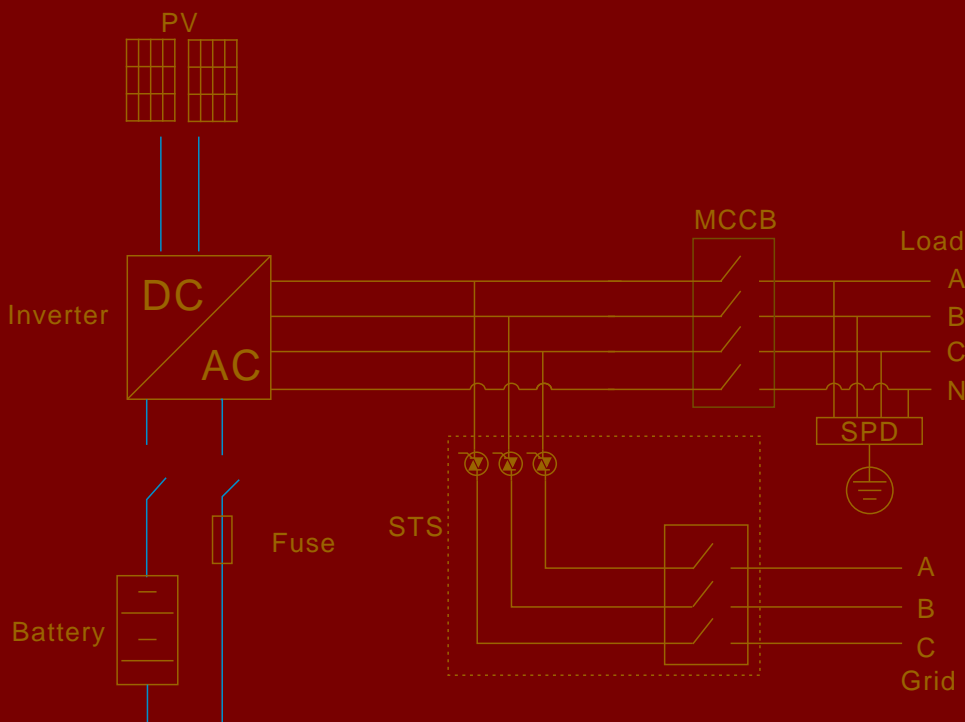 PV
MCCB
Load
A
Inverter
DC
AC
B
C
N
SPD
STS
Fuse
A
Battery
B
C
Grid